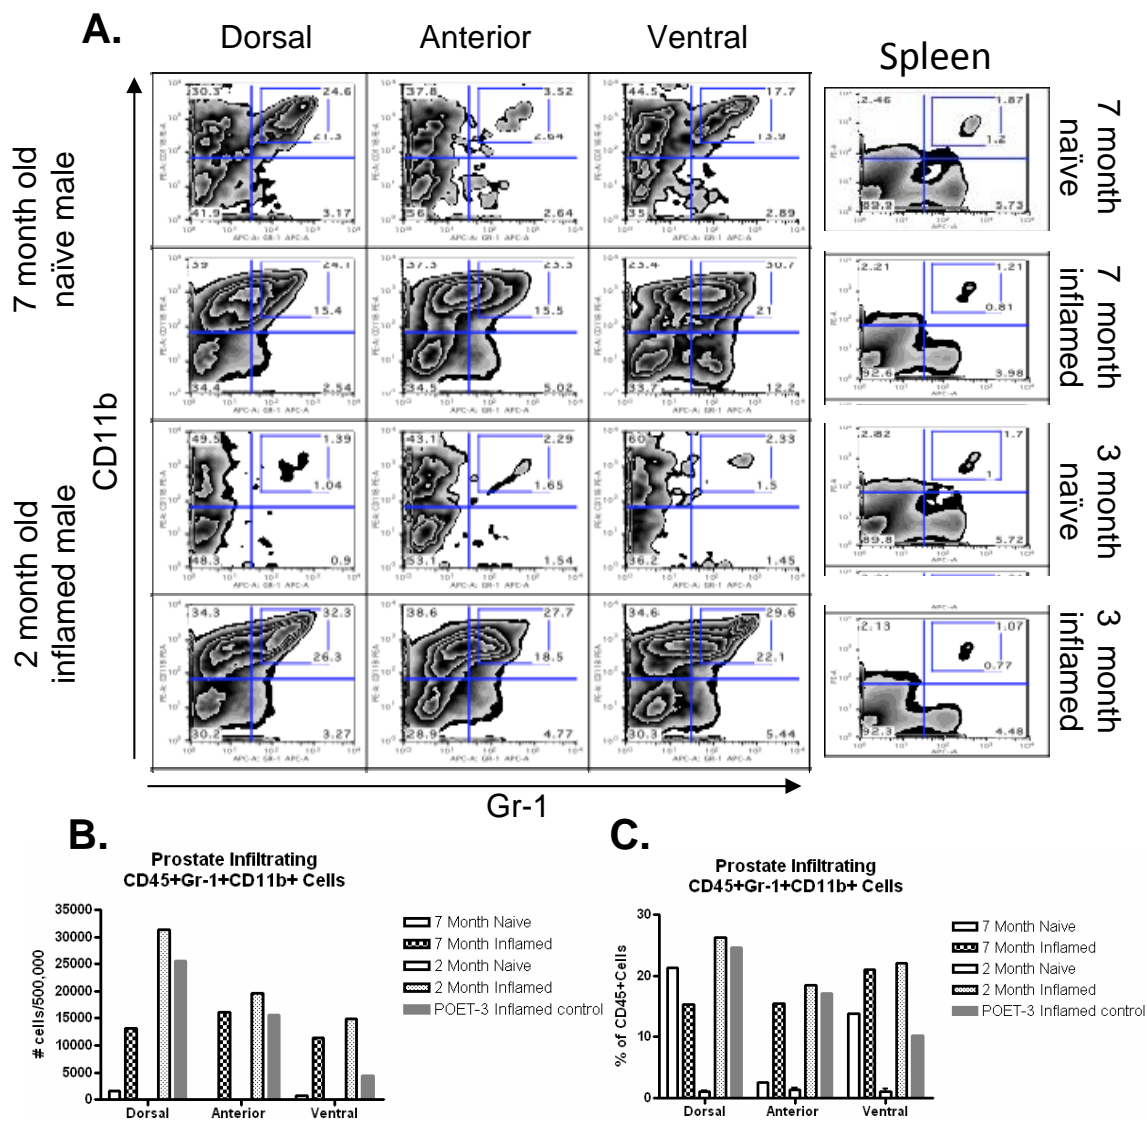 A.
Dorsal
Anterior
Ventral
Spleen
CD11b
Gr-1
7 month old
naïve male
2 month old
inflamed male
7 month
naïve
7 month
inflamed
3 month
naïve
3 month
inflamed
30.3 24.6
21.3
41.9 3.17
37.8 3.52
2.64
56 2.64
44.5 17.7
13.9
35 2.89
2.46 1.87
1.2
89.9 5.73
39 24.1
15.4
34.4 2.54
37.3 23.3
15.5
34.5 5.02
23.4 30.7
21
33.7 12.2
2.21 1.21
0.81
92.6 3.98
49.5 1.39
1.04
48.3 0.9
43.1 2.29
1.65
53.1 1.54
60 2.33
1.5
36.2 1.45
2.82 1.7
1
89.8 5.72
34.3 32.3
26.3
30.2 3.27
38.6 27.7
18.5
28.9 4.77
34.6 29.6
22.1
30.3 5.44
2.13 1.07
0.77
92.3 4.48
APC-A: GR-1 APC-A
B.
Prostate Infiltrating
CD45+Gr-1+CD11b+ Cells
# cells/500,000
35000
30000
25000
20000
15000
10000
5000
0
Dorsal Anterior Ventral
7 Month Naive
7 Month Inflamed
2 Month Naive
2 Month Inflamed
POET-3 Inflamed control
C.
Prostate Infiltrating
CD45+Gr-1+CD11b+ Cells
% of CD45+Cells
30
20
10
0
Dorsal Anterior Ventral
7 Month Naive
7 Month Inflamed
2 Month Naive
2 Month Inflamed
POET-3 Inflamed control